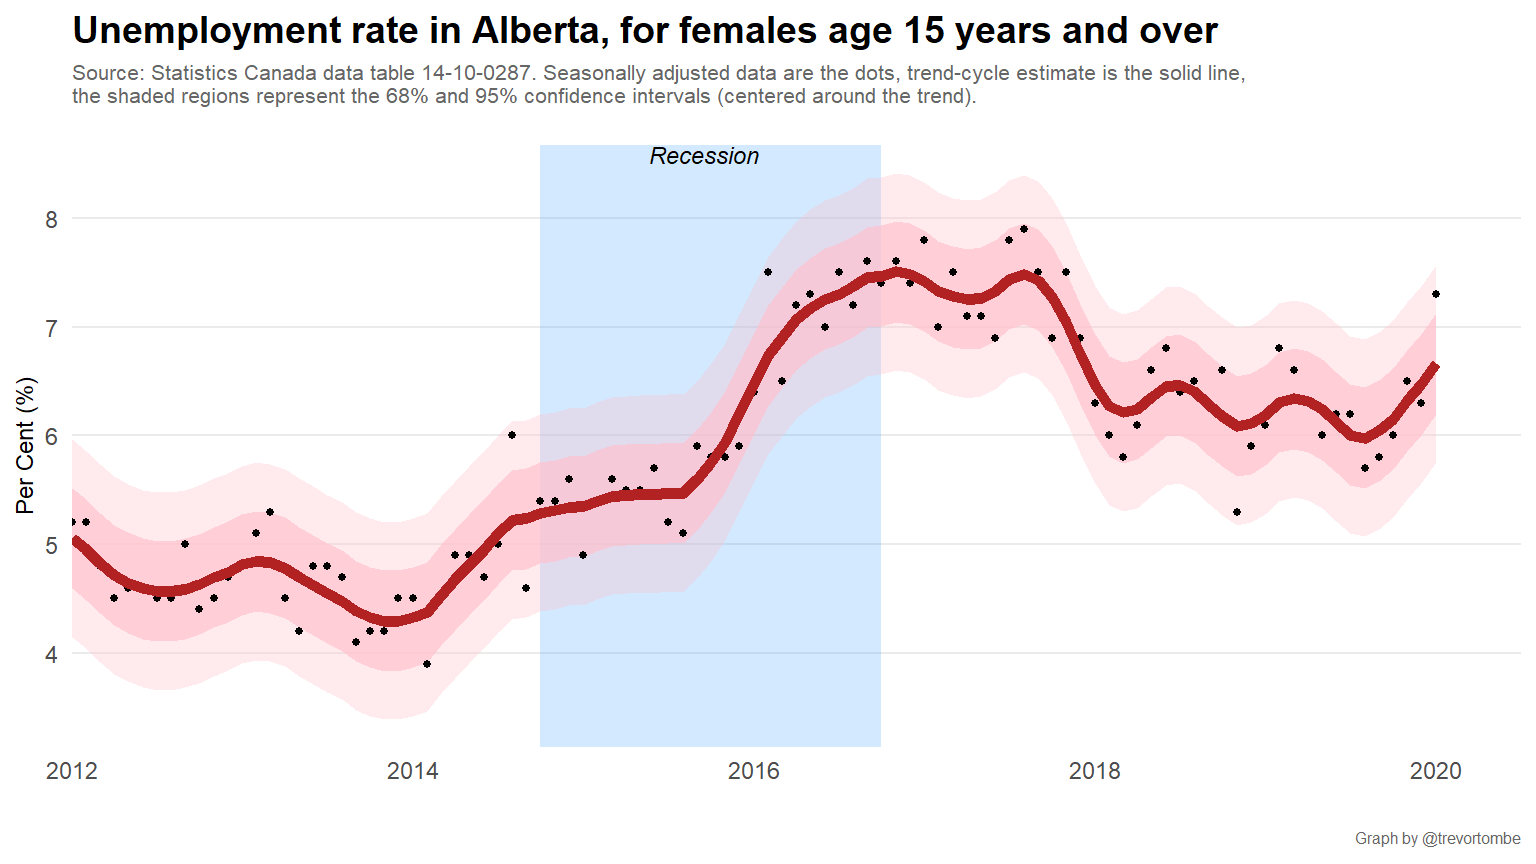 Unemployment rate in Alberta, for females age 15 years and over
Source: Statistics Canada data table 14-10-0287. Seasonally adjusted data are the dots, trend-cycle estimate is the solid line,
the shaded regions represent the 68% and 95% confidence intervals (centered around the trend).
Recession
8
7
6
5
4
Per Cent (%)
2012
2014
2016
2018
2020
Graph by @trevortombe